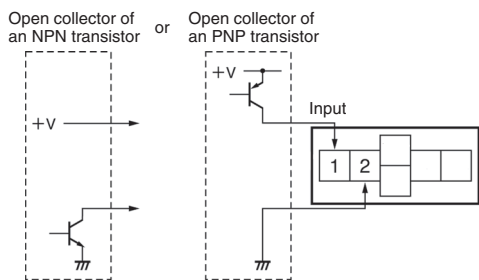 Open collector of
an NPN transistor
or
Open collector of
an PNP transistor
+V
+V
Input
1 2